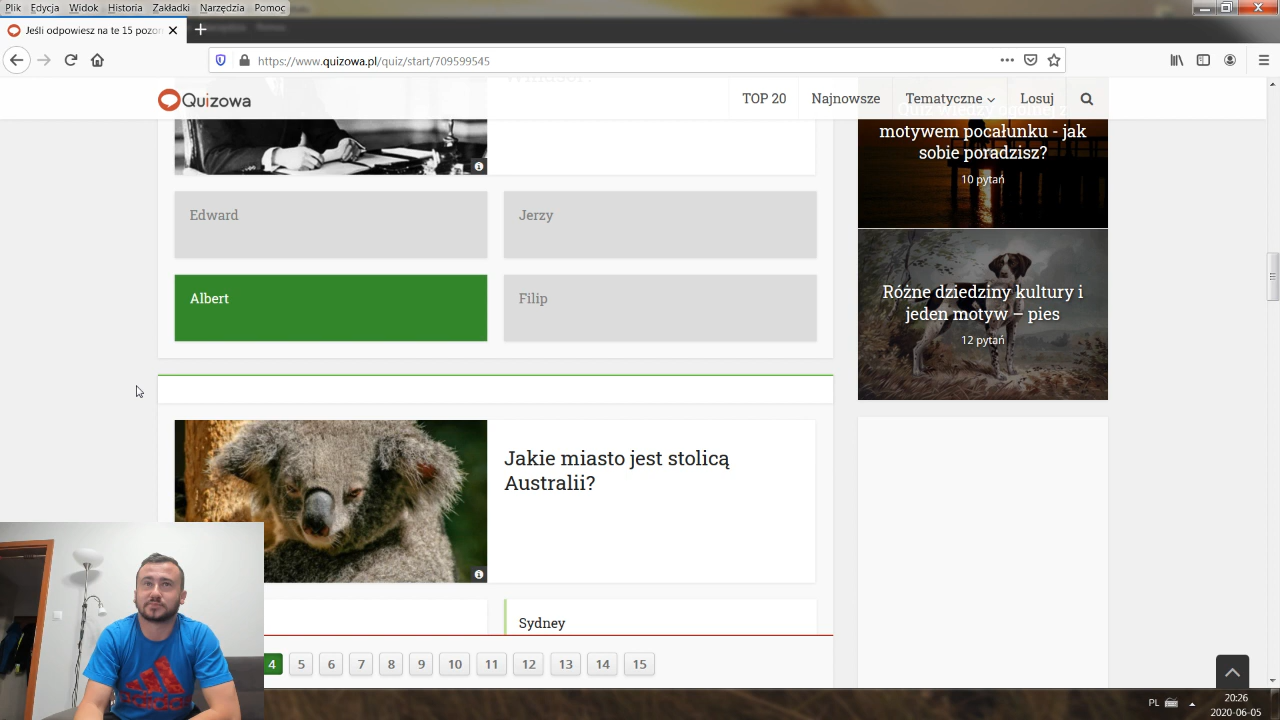 Plik Edycja Widok Historia Zakładki Narzędzia Pomoc
Jeśli odpowiesz na te 15 pozor
https://www.quizowa.pl/quiz/start/709599545
Quizowa
TOP 20
Najnowsze
Tematyczne
Losuj
motywem pocałunku - jak
sobie poradzisz?
10 pytań
Edward
Jerzy
Albert
Filip
Różne dziedziny kultury i
jeden motyw – pies
12 pytań
Jakie miasto jest stolicą
Australii?
Sydney
4 5 6 7 8 9 10 11 12 13 14 15
PL
20:26
2020-06-05